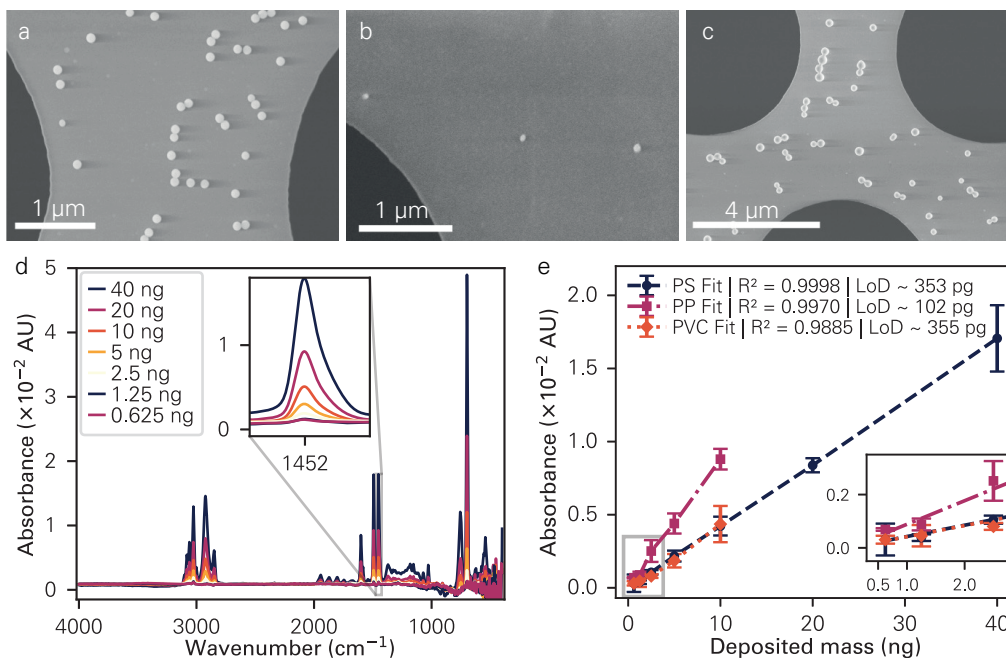 a
1 µm
b
1 µm
c
4 µm
d
Absorbance (×10⁻² AU)
5
4
3
2
1
0
40 ng
20 ng
10 ng
5 ng
2.5 ng
1.25 ng
0.625 ng
1
0
1452
4000
3000
2000
1000
Wavenumber (cm⁻¹)
e
Absorbance (×10⁻² AU)
2.0
1.5
1.0
0.5
0.0
PS Fit | R² = 0.9998 | LoD ~ 353 pg
PP Fit | R² = 0.9970 | LoD ~ 102 pg
PVC Fit | R² = 0.9885 | LoD ~ 355 pg
0.2
0.0
0.5
1.0
2.0
0
10
20
30
40
Deposited mass (ng)